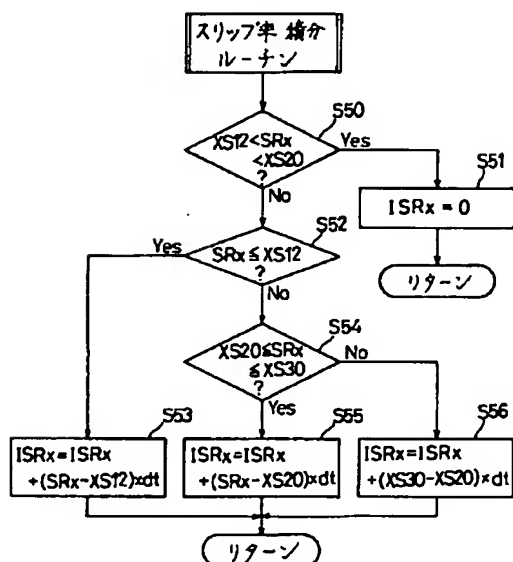 スリップ率 積分
ルーチン
S50
XS12<SRx
<XS20
?
Yes
No
S51
ISRx = 0
リターン
S52
SRx≦XS12
?
Yes
No
S54
XS20≦SRx
≦XS30
?
No
Yes
S53
ISRx=ISRx
+(SRx-XS12)×dt
S55
ISRx=ISRx
+(SRx-XS20)×dt
S56
ISRx=ISRx
+(XS30-XS20)×dt
リターン